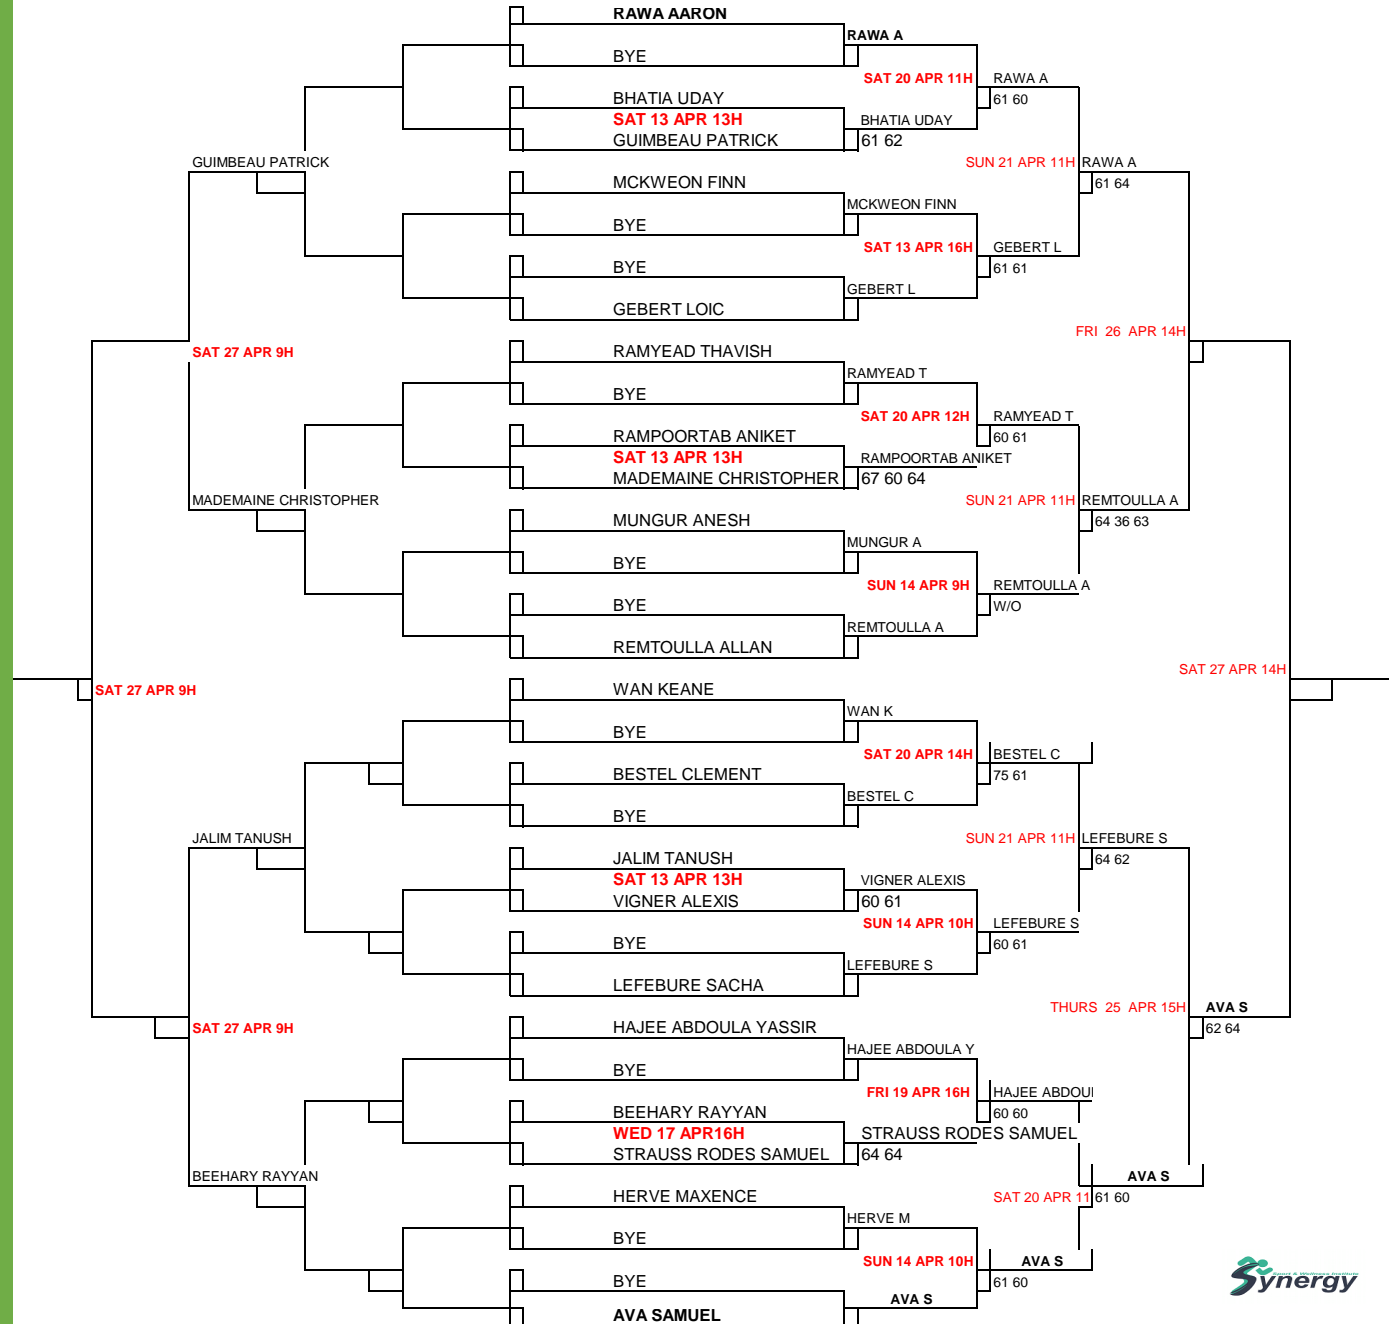 RAWA AARON
RAWA A
BYE
SAT 20 APR 11H
RAWA A
BHATIA UDAY
61 60
SAT 13 APR 13H
BHATIA UDAY
GUIMBEAU PATRICK
61 62
GUIMBEAU PATRICK
SUN 21 APR 11H
RAWA A
MCKWEON FINN
61 64
MCKWEON FINN
BYE
SAT 13 APR 16H
GEBERT L
BYE
61 61
GEBERT L
GEBERT LOIC
FRI 26 APR 14H
SAT 27 APR 9H
RAMYEAD THAVISH
RAMYEAD T
BYE
SAT 20 APR 12H
RAMYEAD T
RAMPOORTAB ANIKET
60 61
SAT 13 APR 13H
RAMPOORTAB ANIKET
MADEMAINE CHRISTOPHER
67 60 64
MADEMAINE CHRISTOPHER
SUN 21 APR 11H
REMTOULLA A
MUNGUR ANESH
64 36 63
MUNGUR A
BYE
SUN 14 APR 9H
REMTOULLA A
BYE
W/O
REMTOULLA A
REMTOULLA ALLAN
SAT 27 APR 14H
SAT 27 APR 9H
WAN KEANE
WAN K
BYE
SAT 20 APR 14H
BESTEL C
BESTEL CLEMENT
75 61
BESTEL C
BYE
JALIM TANUSH
SUN 21 APR 11H
LEFEBURE S
JALIM TANUSH
64 62
SAT 13 APR 13H
VIGNER ALEXIS
VIGNER ALEXIS
60 61
SUN 14 APR 10H
LEFEBURE S
BYE
60 61
LEFEBURE S
LEFEBURE SACHA
THURS 25 APR 15H
AVA S
SAT 27 APR 9H
HAJEE ABDOULA YASSIR
62 64
HAJEE ABDOULA Y
BYE
FRI 19 APR 16H
HAJEE ABDOUI
BEEHARY RAYYAN
60 60
WED 17 APR16H
STRAUSS RODES SAMUEL
STRAUSS RODES SAMUEL
64 64
BEEHARY RAYYAN
AVA S
HERVE MAXENCE
SAT 20 APR 11
61 60
HERVE M
BYE
SUN 14 APR 10H
AVA S
BYE
61 60
AVA S
AVA SAMUEL
Sport & Wellness Institute
Synergy